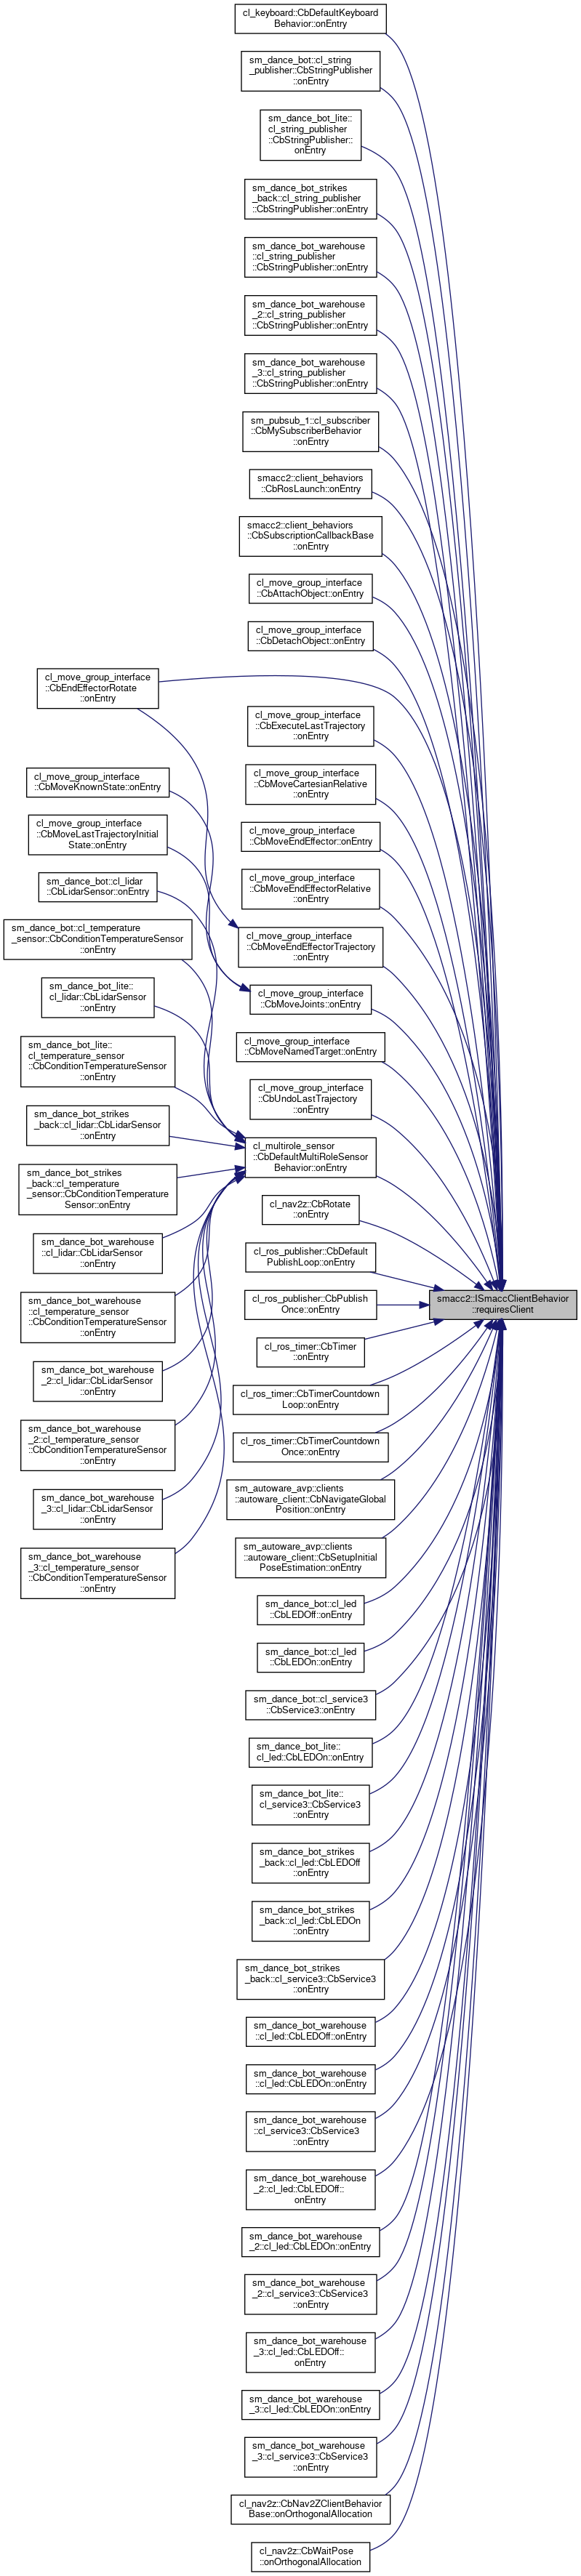 cl_keyboard::CbDefaultKeyboard
Behavior::onEntry
sm_dance_bot::cl_string
_publisher::CbStringPublisher
::onEntry
sm_dance_bot_lite::
cl_string_publisher
::CbStringPublisher::
onEntry
sm_dance_bot_strikes
_back::cl_string_publisher
::CbStringPublisher::onEntry
sm_dance_bot_warehouse
::cl_string_publisher
::CbStringPublisher::onEntry
sm_dance_bot_warehouse
_2::cl_string_publisher
::CbStringPublisher::onEntry
sm_dance_bot_warehouse
_3::cl_string_publisher
::CbStringPublisher::onEntry
sm_pubsub_1::cl_subscriber
::CbMySubscriberBehavior
::onEntry
smacc2::client_behaviors
::CbRosLaunch::onEntry
smacc2::client_behaviors
::CbSubscriptionCallbackBase
::onEntry
cl_move_group_interface
::CbAttachObject::onEntry
cl_move_group_interface
::CbDetachObject::onEntry
cl_move_group_interface
::CbEndEffectorRotate
::onEntry
cl_move_group_interface
::CbExecuteLastTrajectory
::onEntry
cl_move_group_interface
::CbMoveKnownState::onEntry
cl_move_group_interface
::CbMoveCartesianRelative
::onEntry
cl_move_group_interface
::CbMoveLastTrajectoryInitial
State::onEntry
cl_move_group_interface
::CbMoveEndEffector::onEntry
sm_dance_bot::cl_lidar
::CbLidarSensor::onEntry
cl_move_group_interface
::CbMoveEndEffectorRelative
::onEntry
sm_dance_bot::cl_temperature
_sensor::CbConditionTemperatureSensor
::onEntry
cl_move_group_interface
::CbMoveEndEffectorTrajectory
::onEntry
sm_dance_bot_lite::
cl_lidar::CbLidarSensor
::onEntry
cl_move_group_interface
::CbMoveJoints::onEntry
sm_dance_bot_lite::
cl_temperature_sensor
::CbConditionTemperatureSensor
::onEntry
cl_move_group_interface
::CbMoveNamedTarget::onEntry
sm_dance_bot_strikes
_back::cl_lidar::CbLidarSensor
::onEntry
cl_move_group_interface
::CbUndoLastTrajectory
::onEntry
sm_dance_bot_strikes
_back::cl_temperature
_sensor::CbConditionTemperature
Sensor::onEntry
cl_multirole_sensor
::CbDefaultMultiRoleSensor
Behavior::onEntry
sm_dance_bot_warehouse
::cl_lidar::CbLidarSensor
::onEntry
cl_nav2z::CbRotate
::onEntry
cl_ros_publisher::CbDefault
PublishLoop::onEntry
sm_dance_bot_warehouse
::cl_temperature_sensor
::CbConditionTemperatureSensor
::onEntry
cl_ros_publisher::CbPublish
Once::onEntry
smacc2::ISmaccClientBehavior
::requiresClient
cl_ros_timer::CbTimer
::onEntry
sm_dance_bot_warehouse
_2::cl_lidar::CbLidarSensor
::onEntry
cl_ros_timer::CbTimerCountdown
Loop::onEntry
sm_dance_bot_warehouse
_2::cl_temperature_sensor
::CbConditionTemperatureSensor
::onEntry
cl_ros_timer::CbTimerCountdown
Once::onEntry
sm_dance_bot_warehouse
_3::cl_lidar::CbLidarSensor
::onEntry
sm_autoware_avp::clients
::autoware_client::CbNavigateGlobal
Position::onEntry
sm_dance_bot_warehouse
_3::cl_temperature_sensor
::CbConditionTemperatureSensor
::onEntry
sm_autoware_avp::clients
::autoware_client::CbSetupInitial
PoseEstimation::onEntry
sm_dance_bot::cl_led
::CbLEDOff::onEntry
sm_dance_bot::cl_led
::CbLEDOn::onEntry
sm_dance_bot::cl_service3
::CbService3::onEntry
sm_dance_bot_lite::
cl_led::CbLEDOn::onEntry
sm_dance_bot_lite::
cl_service3::CbService3
::onEntry
sm_dance_bot_strikes
_back::cl_led::CbLEDOff
::onEntry
sm_dance_bot_strikes
_back::cl_led::CbLEDOn
::onEntry
sm_dance_bot_strikes
_back::cl_service3::CbService3
::onEntry
sm_dance_bot_warehouse
::cl_led::CbLEDOff::onEntry
sm_dance_bot_warehouse
::cl_led::CbLEDOn::onEntry
sm_dance_bot_warehouse
::cl_service3::CbService3
::onEntry
sm_dance_bot_warehouse
_2::cl_led::CbLEDOff::
onEntry
sm_dance_bot_warehouse
_2::cl_led::CbLEDOn::onEntry
sm_dance_bot_warehouse
_2::cl_service3::CbService3
::onEntry
sm_dance_bot_warehouse
_3::cl_led::CbLEDOff::
onEntry
sm_dance_bot_warehouse
_3::cl_led::CbLEDOn::onEntry
sm_dance_bot_warehouse
_3::cl_service3::CbService3
::onEntry
cl_nav2z::CbNav2ZClientBehavior
Base::onOrthogonalAllocation
cl_nav2z::CbWaitPose
::onOrthogonalAllocation